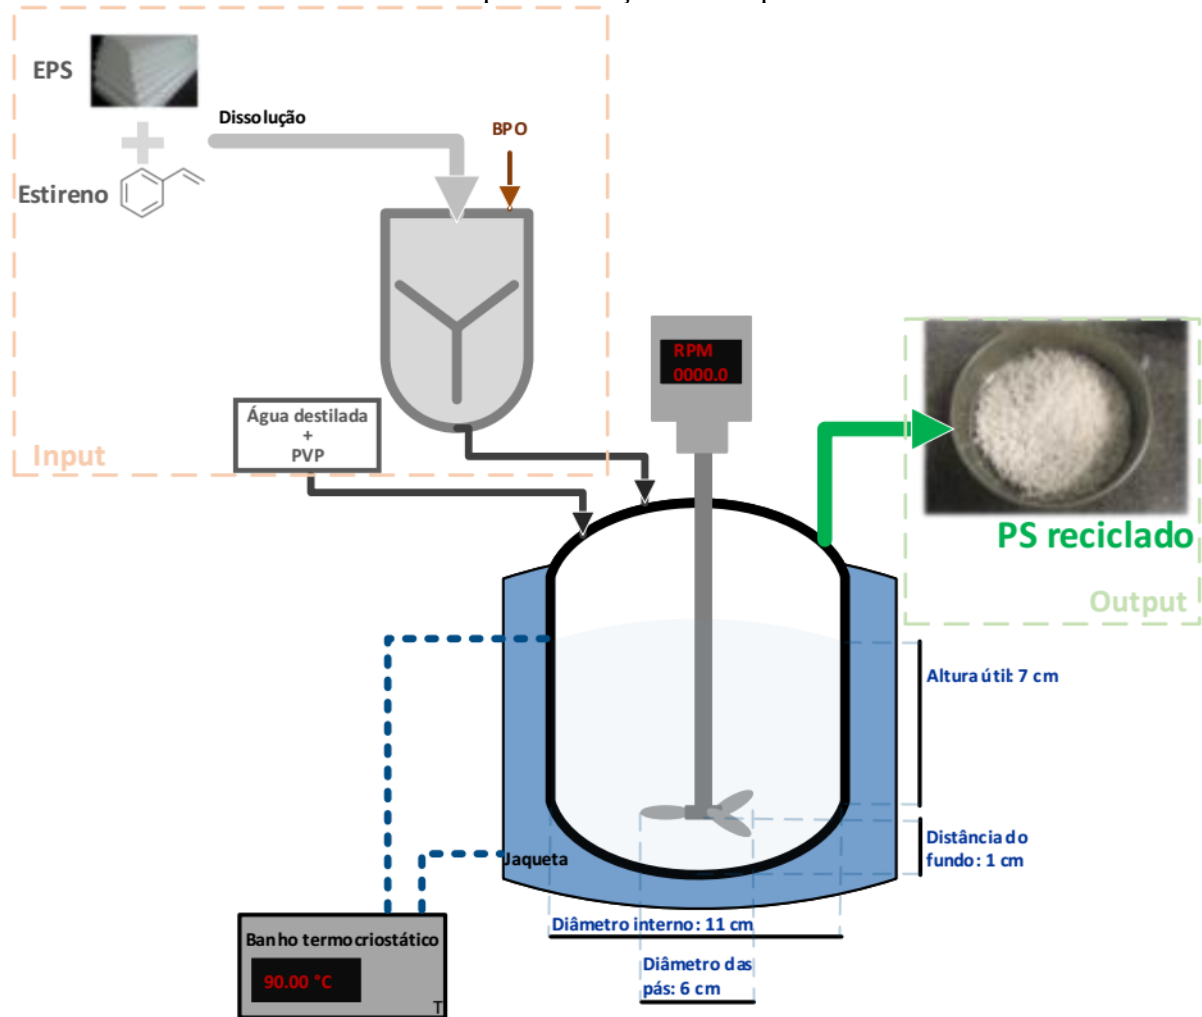 EPS
Dissolução
BPO
Estireno
RPM
0000.0
Água destilada
+
PVP
Input
PS reciclado
Output
Altura útil: 7 cm
Distância do
fundo: 1 cm
Jaqueta
Diâmetro interno: 11 cm
Banho termocriostático
90.00 °C
T
Diâmetro das
pás: 6 cm